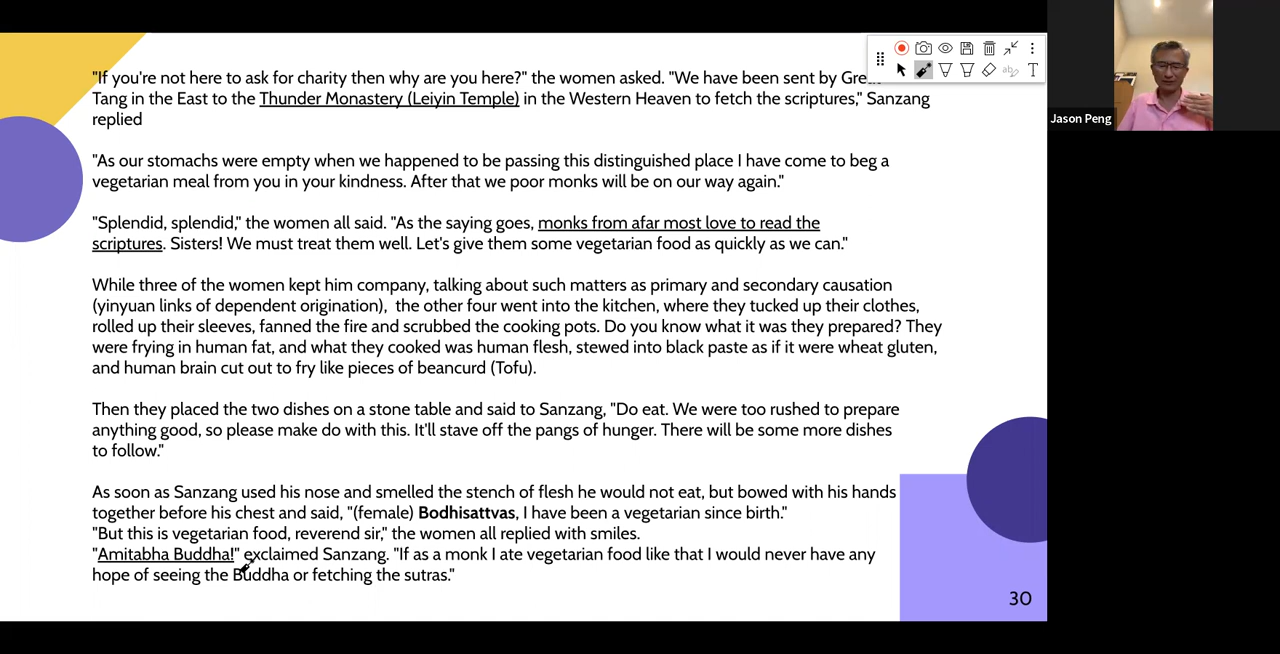 "If you're not here to ask for charity then why are you here?" the women asked. "We have been sent by Great
Tang in the East to the Thunder Monastery (Leiyin Temple) in the Western Heaven to fetch the scriptures," Sanzang
replied
"As our stomachs were empty when we happened to be passing this distinguished place I have come to beg a
vegetarian meal from you in your kindness. After that we poor monks will be on our way again."
"Splendid, splendid," the women all said. "As the saying goes, monks from afar most love to read the
scriptures. Sisters! We must treat them well. Let's give them some vegetarian food as quickly as we can."
While three of the women kept him company, talking about such matters as primary and secondary causation
(yinyuan links of dependent origination), the other four went into the kitchen, where they tucked up their clothes,
rolled up their sleeves, fanned the fire and scrubbed the cooking pots. Do you know what it was they prepared? They
were frying in human fat, and what they cooked was human flesh, stewed into black paste as if it were wheat gluten,
and human brain cut out to fry like pieces of beancurd (Tofu).
Then they placed the two dishes on a stone table and said to Sanzang, "Do eat. We were too rushed to prepare
anything good, so please make do with this. It'll stave off the pangs of hunger. There will be some more dishes
to follow."
As soon as Sanzang used his nose and smelled the stench of flesh he would not eat, but bowed with his hands
together before his chest and said, "(female) Bodhisattvas, I have been a vegetarian since birth."
"But this is vegetarian food, reverend sir," the women all replied with smiles.
"Amitabha Buddha!" exclaimed Sanzang. "If as a monk I ate vegetarian food like that I would never have any
hope of seeing the Buddha or fetching the sutras."
30
ab
T
Jason Peng